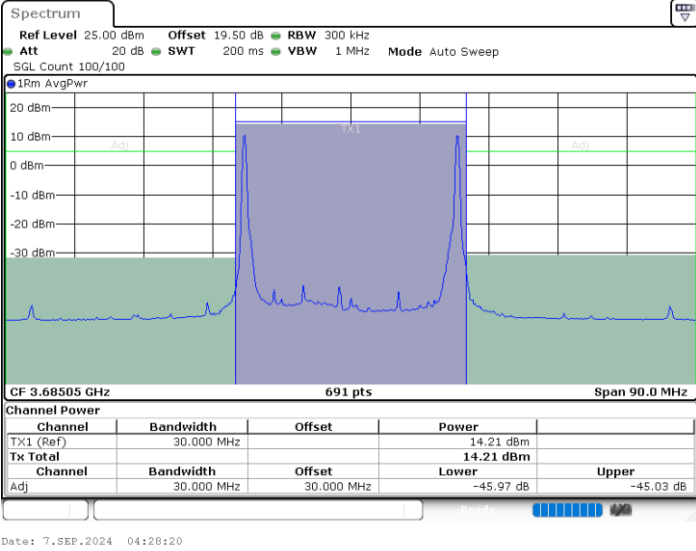 Spectrum
Ref Level 25.00 dBm Offset 19.50 dB RBW 300 kHz
Att 20 dB SWT 200 ms VBW 1 MHz Mode Auto Sweep
SGL Count 100/100
1Rm AvgPwr
20 dBm
TX1
10 dBm
Adj Adj
0 dBm
-10 dBm
-20 dBm
-30 dBm
CF 3.68505 GHz 691 pts Span 90.0 MHz
Channel Power
Channel Bandwidth Offset Power
TX1 (Ref) 30.000 MHz 14.21 dBm
Tx Total 14.21 dBm
Channel Bandwidth Offset Lower Upper
Adj 30.000 MHz 30.000 MHz -45.97 dB -45.03 dB
Ready
Date: 7.SEP.2024 04:28:20